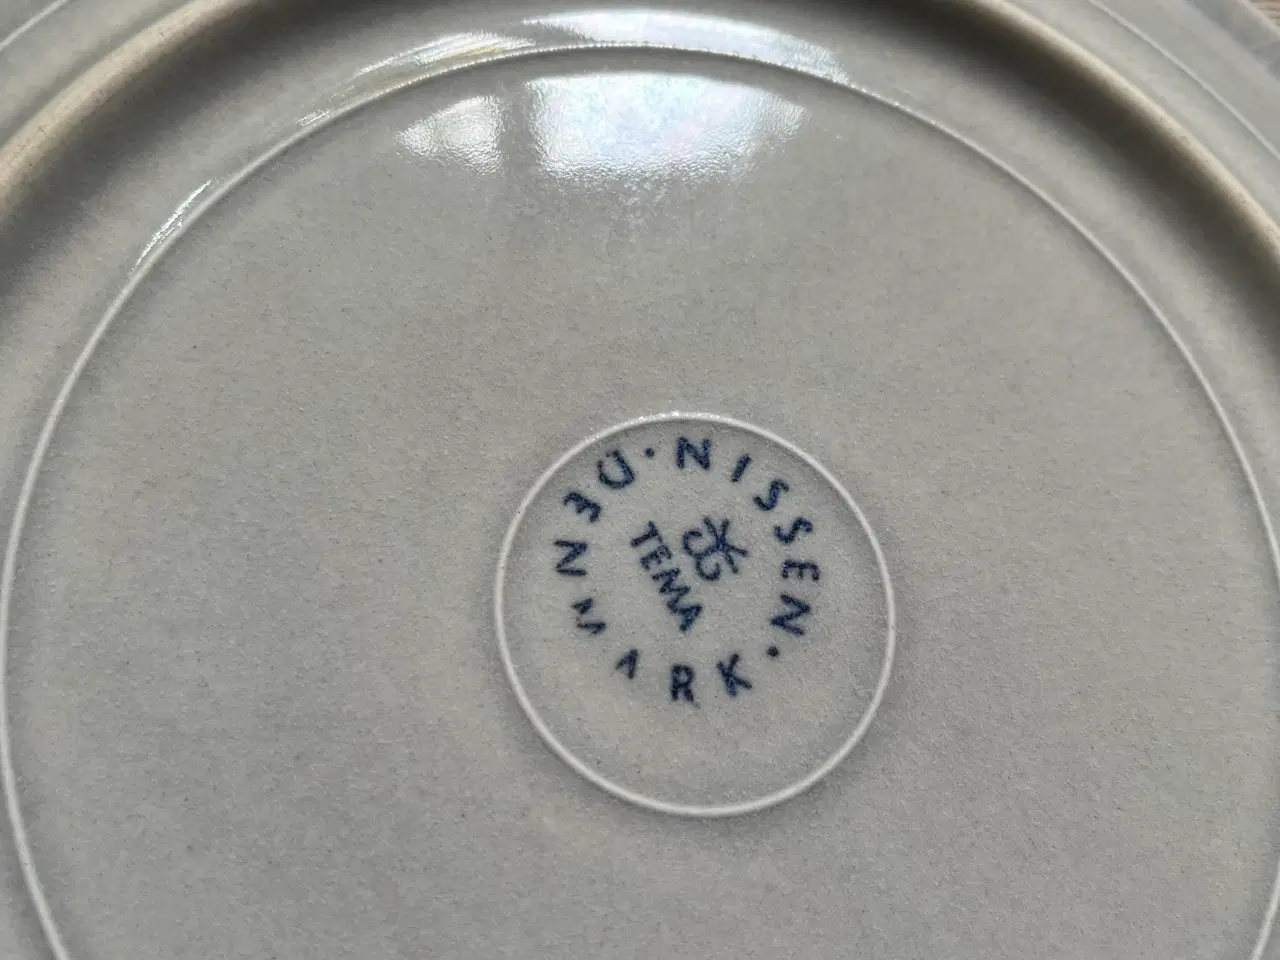 NISSEN · DENMARK ·
TEMA